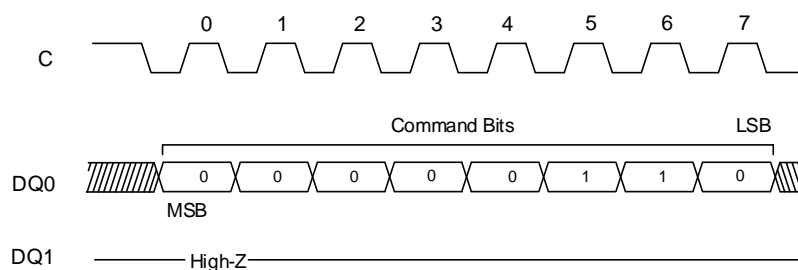 0 1 2 3 4 5 6 7
C
Command Bits LSB
DQ0 0 0 0 0 0 1 1 0
MSB
DQ1 High-Z